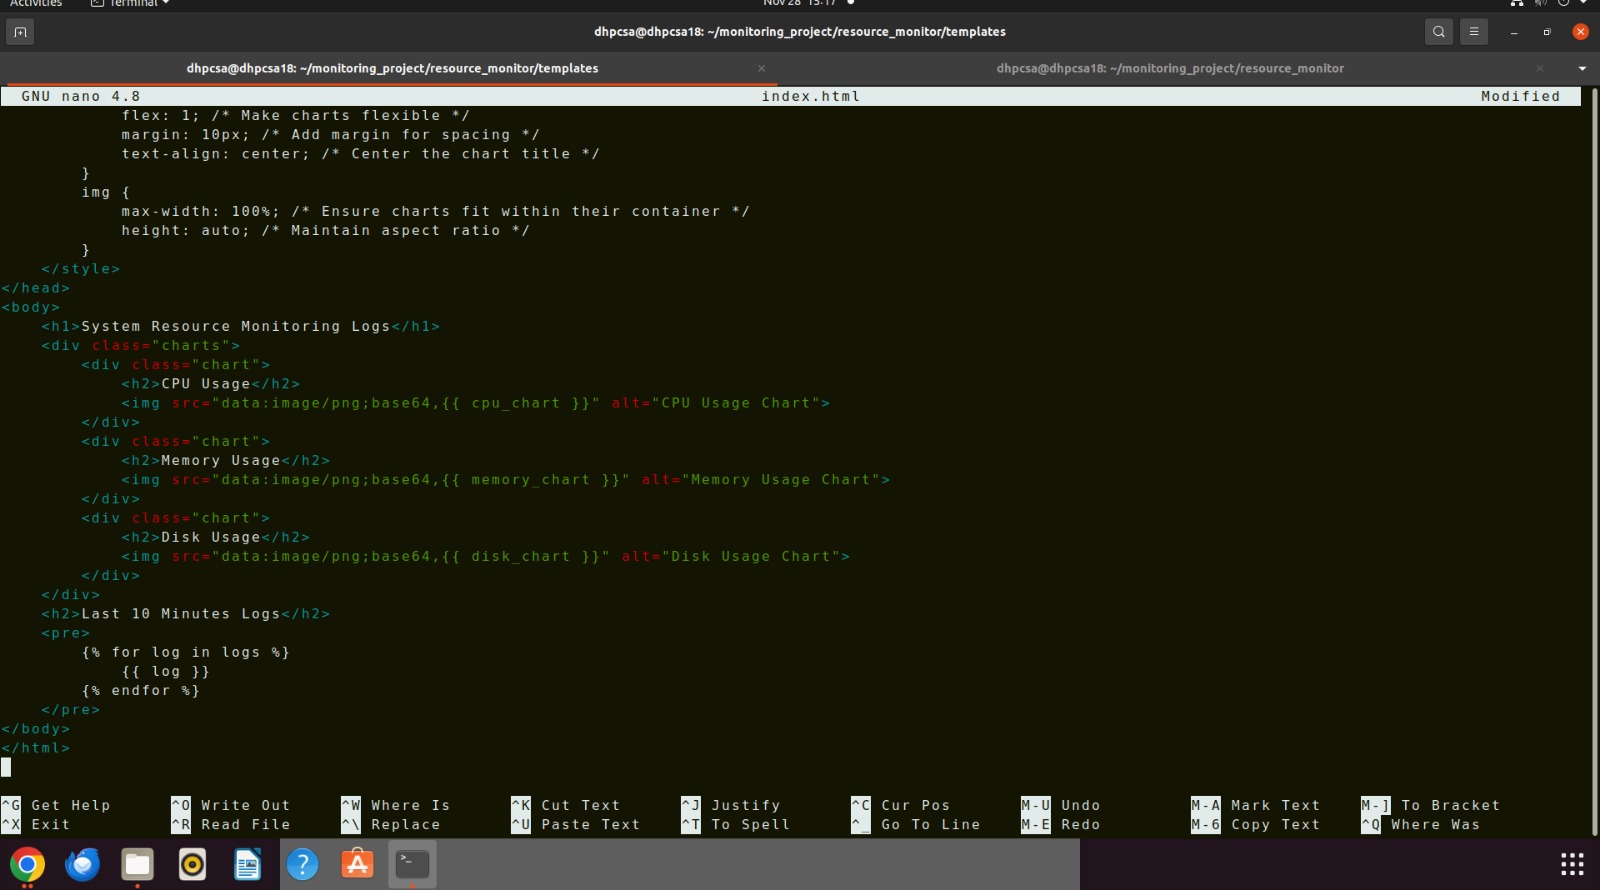 Activities Terminal Nov 28 13:17
dhpcsa@dhpcsa18: ~/monitoring_project/resource_monitor/templates
dhpcsa@dhpcsa18: ~/monitoring_project/resource_monitor/templates dhpcsa@dhpcsa18: ~/monitoring_project/resource_monitor
GNU nano 4.8 index.html Modified
            flex: 1; /* Make charts flexible */
            margin: 10px; /* Add margin for spacing */
            text-align: center; /* Center the chart title */
        }
        img {
            max-width: 100%; /* Ensure charts fit within their container */
            height: auto; /* Maintain aspect ratio */
        }
    </style>
</head>
<body>
    <h1>System Resource Monitoring Logs</h1>
    <div class="charts">
        <div class="chart">
            <h2>CPU Usage</h2>
            <img src="data:image/png;base64,{{ cpu_chart }}" alt="CPU Usage Chart">
        </div>
        <div class="chart">
            <h2>Memory Usage</h2>
            <img src="data:image/png;base64,{{ memory_chart }}" alt="Memory Usage Chart">
        </div>
        <div class="chart">
            <h2>Disk Usage</h2>
            <img src="data:image/png;base64,{{ disk_chart }}" alt="Disk Usage Chart">
        </div>
    </div>
    <h2>Last 10 Minutes Logs</h2>
    <pre>
        {% for log in logs %}
            {{ log }}
        {% endfor %}
    </pre>
</body>
</html>
^G Get Help ^O Write Out ^W Where Is ^K Cut Text ^J Justify ^C Cur Pos M-U Undo M-A Mark Text M-] To Bracket
^X Exit ^R Read File ^\ Replace ^U Paste Text ^T To Spell ^_ Go To Line M-E Redo M-6 Copy Text ^Q Where Was